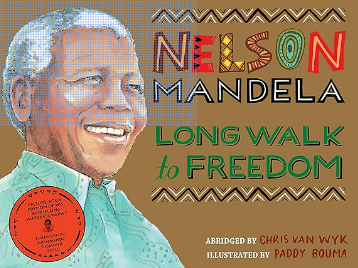 NELSON
MANDELA
LONG WALK
to FREEDOM
ABRIDGED BY CHRIS VAN WYK
ILLUSTRATED BY PADDY BOUMA